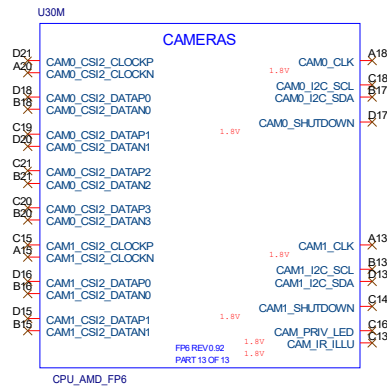 U30M
CAMERAS
D21 CAM0_CSI2_CLOCKP CAM0_CLK A18
A20 CAM0_CSI2_CLOCKN 1.8V
CAM0_I2C_SCL C18
D18 CAM0_CSI2_DATAP0 CAM0_I2C_SDA B17
B18 CAM0_CSI2_DATAN0
CAM0_SHUTDOWN D17
C19 CAM0_CSI2_DATAP1 1.8V
D20 CAM0_CSI2_DATAN1
C21 CAM0_CSI2_DATAP2
B21 CAM0_CSI2_DATAN2
C20 CAM0_CSI2_DATAP3
B20 CAM0_CSI2_DATAN3
C15 CAM1_CSI2_CLOCKP CAM1_CLK A13
A15 CAM1_CSI2_CLOCKN 1.8V
CAM1_I2C_SCL B13
D16 CAM1_CSI2_DATAP0 CAM1_I2C_SDA D13
B16 CAM1_CSI2_DATAN0
CAM1_SHUTDOWN C14
D15 CAM1_CSI2_DATAP1 1.8V
B15 CAM1_CSI2_DATAN1 CAM_PRIV_LED C16
1.8V CAM_IR_ILLU C13
FP6 REV 0.92
PART 13 OF 13 1.8V
CPU_AMD_FP6